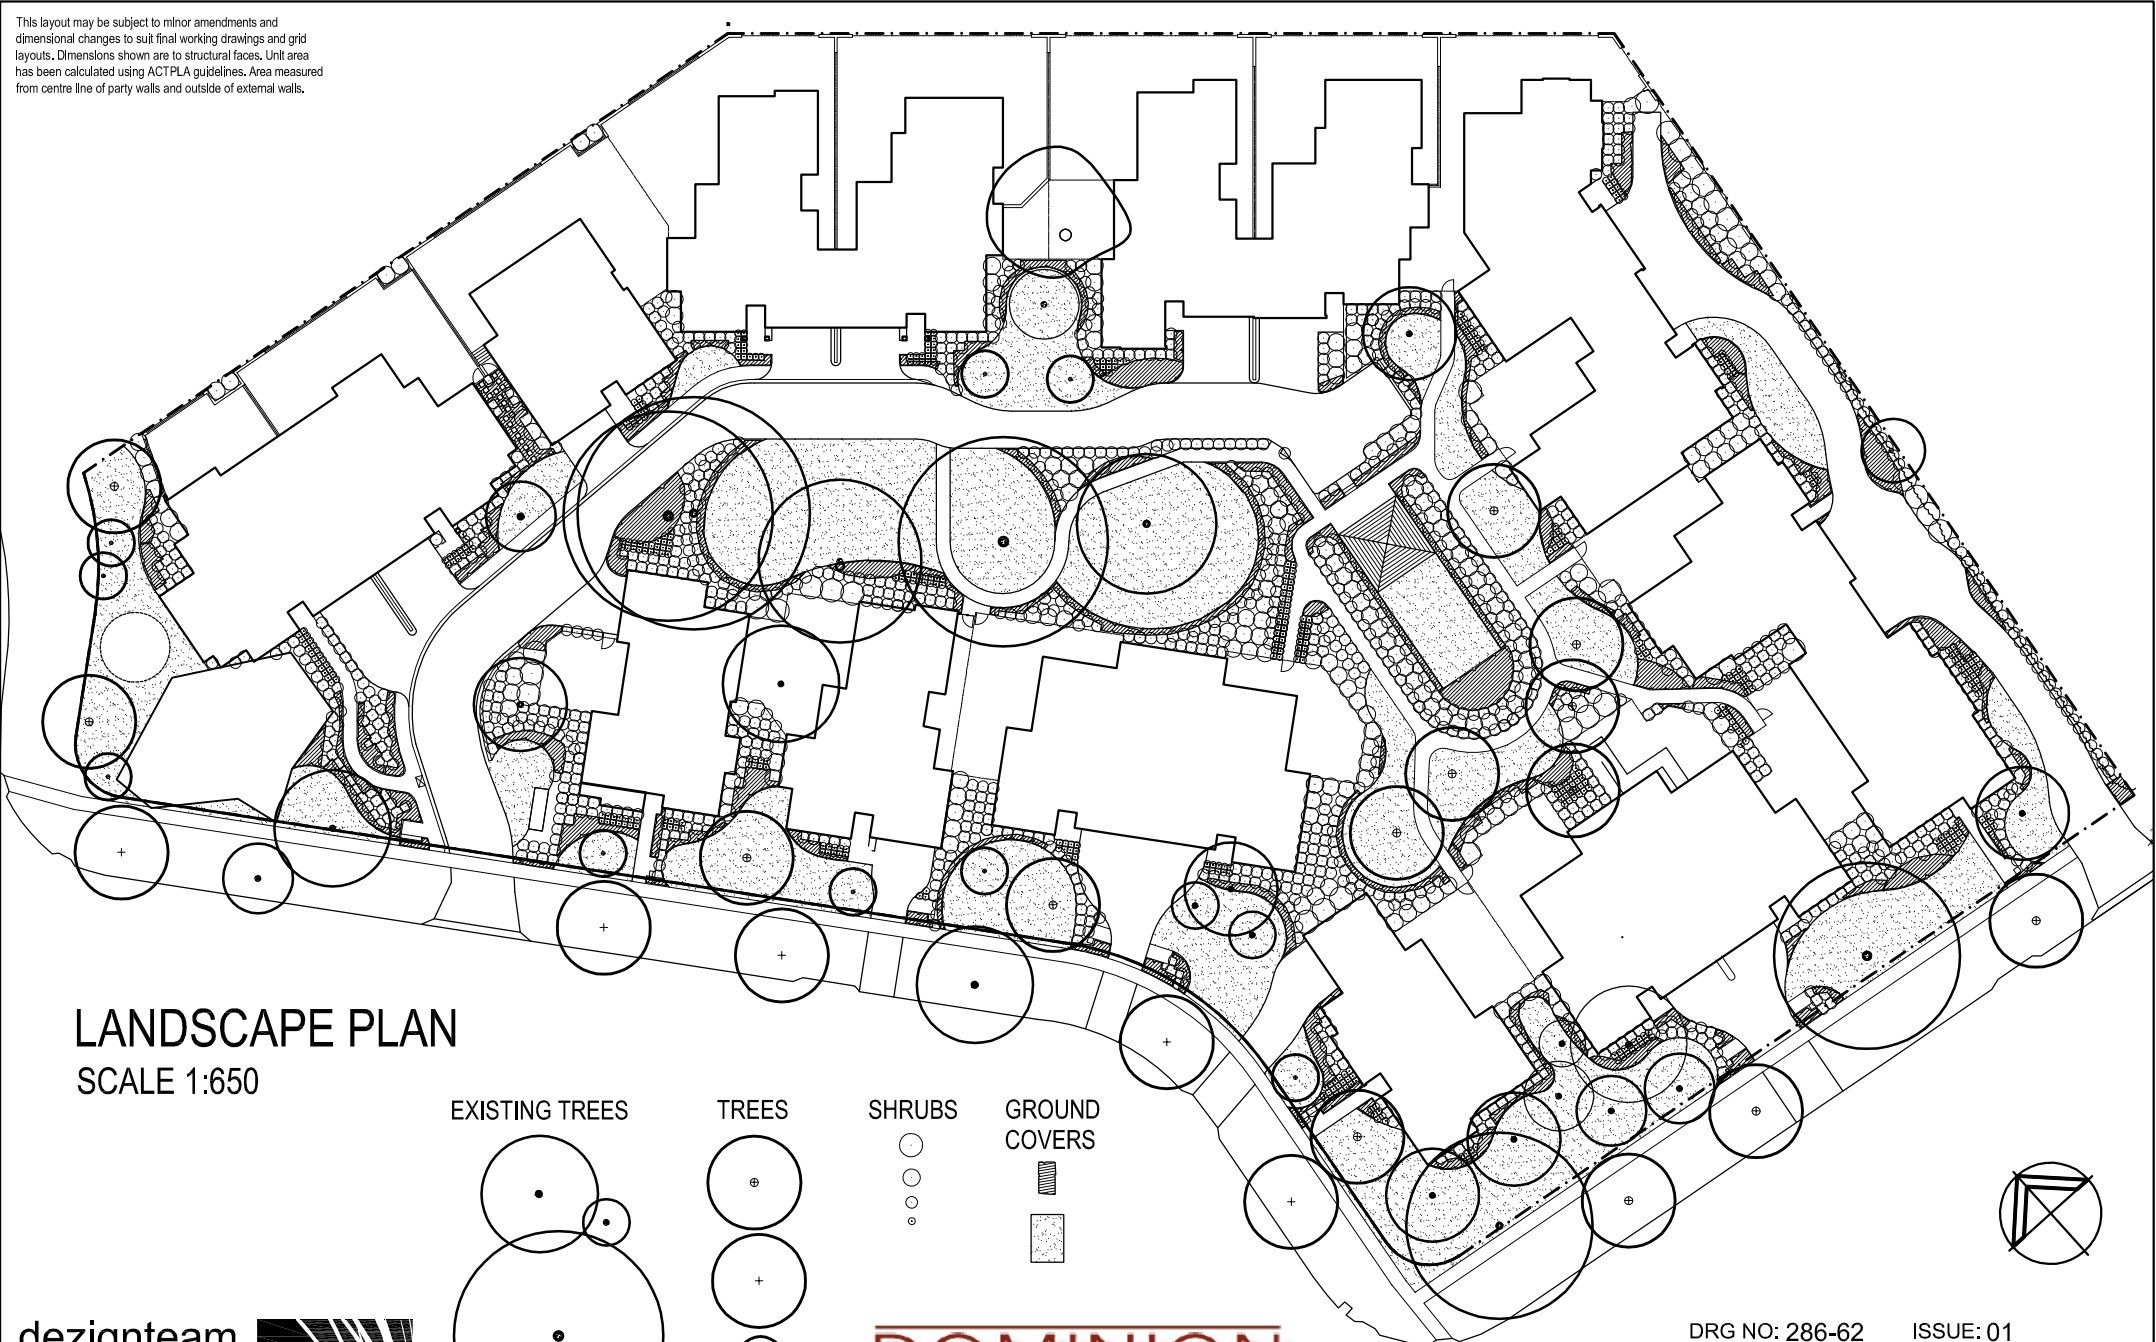 This layout may be subject to minor amendments and
dimensional changes to suit final working drawings and grid
layouts. Dimensions shown are to structural faces. Unit area
has been calculated using ACTPLA guidelines. Area measured
from centre line of party walls and outside of external walls.
LANDSCAPE PLAN
SCALE 1:650
EXISTING TREES
TREES
SHRUBS
GROUND
COVERS
dezignteam
DOMINION
DRG NO: 286-62
ISSUE: 01